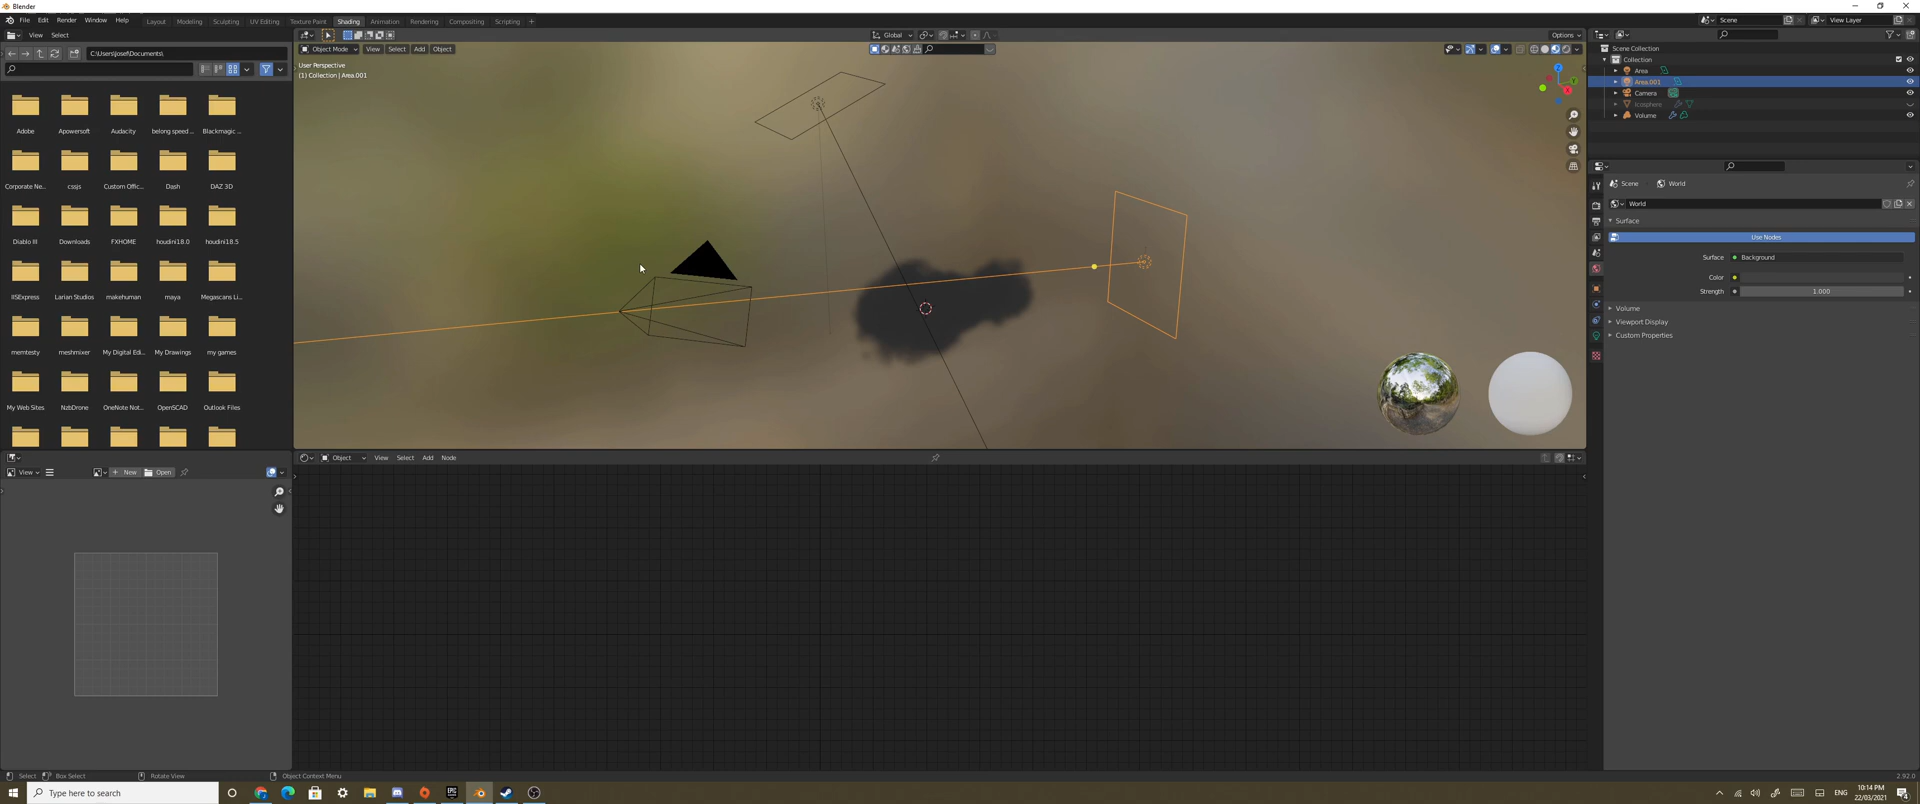 Blender
File Edit Render Window Help
Layout Modeling Sculpting UV Editing Texture Paint Shading Animation Rendering Compositing Scripting +
Scene
View Layer
View Select
C:\Users\Josef\Documents\
Adobe Apowersoft Audacity belong speed ... Blackmagic ...
Corporate Ne... cssjs Custom Offic... Dash DAZ 3D
Diablo III Downloads FXHOME houdini18.0 houdini18.5
IISExpress Larian Studios makehuman maya Megascans Li...
memtesty meshmixer My Digital Edi... My Drawings my games
My Web Sites NzbDrone OneNote Not... OpenSCAD Outlook Files
View
New Open
Global
Options
Object Mode View Select Add Object
User Perspective
(1) Collection | Area.001
Object View Select Add Node
Scene Collection
Collection
Area
Area.001
Camera
Icosphere
Volume
Scene World
World
Surface
Use Nodes
Surface Background
Color
Strength 1.000
Volume
Viewport Display
Custom Properties
Select Box Select Rotate View Object Context Menu
2.92.0
Type here to search
ENG
10:14 PM
22/03/2021